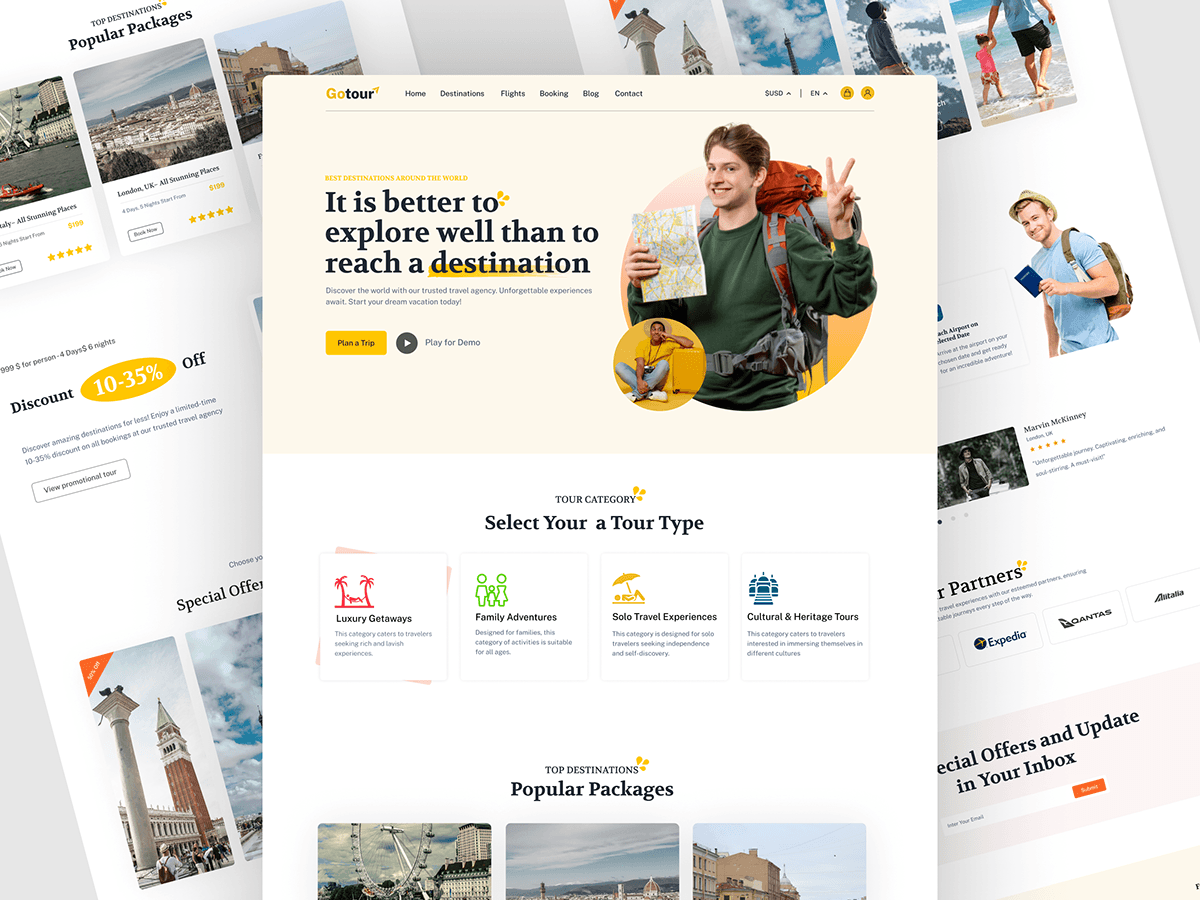 TOP DESTINATIONS
Popular Packages
London, UK- All Stunning Places
4 Days, 5 Nights Start From
$199
Book Now
Italy- All Stunning Places
5 Nights Start From
$199
Now
999 $ for person-4 Days$ 6 nights
Discount 10-35% Off
Discover amazing destinations for less! Enjoy a limited-time
10-35% discount on all bookings at our trusted travel agency
View promotional tour
Choose yo
Special Offer
50% Off
Gotour
Home
Destinations
Flights
Booking
Blog
Contact
$USD
EN
BEST DESTINATIONS AROUND THE WORLD
It is better to
explore well than to
reach a destination
Discover the world with our trusted travel agency. Unforgettable experiences
await. Start your dream vacation today!
Plan a Trip
Play for Demo
TOUR CATEGORY
Select Your a Tour Type
Luxury Getaways
This category caters to travelers
seeking rich and lavish
experiences.
Family Adventures
Designed for families, this
category of activities is suitable
for all ages.
Solo Travel Experiences
This category is designed for solo
travelers seeking independence
and self-discovery.
Cultural & Heritage Tours
This category caters to travelers
interested in immersing themselves in
different cultures
TOP DESTINATIONS
Popular Packages
ach Airport on
elected Date
Arrive at the airport on your
chosen date and get ready
for an incredible adventure!
Marvin McKinney
London, UK
"Unforgettable journey. Captivating, enriching, and
soul-stirring. A must-visit!"
r Partners
travel experiences with our esteemed partners, ensuring
table journeys every step of the way.
Expedia
QANTAS
Alitalia
ecial Offers and Update
in Your Inbox
Enter Your Email
Submit